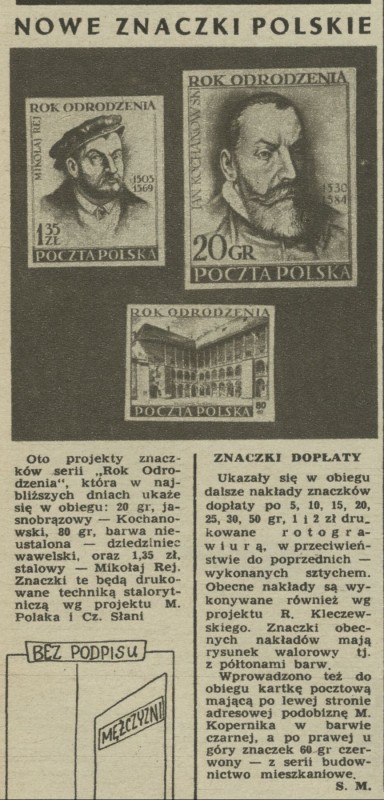 NOWE ZNACZKI POLSKIE
ROK ODRODZENIA
MIKOŁAJ REJ
1505
1569
1 35
ZŁ
POCZTA POLSKA
ROK ODRODZENIA
JAN KOCHANOWSKI
1530
1584
20 GR
POCZTA POLSKA
ROK ODRODZENIA
POCZTA POLSKA 80
GR
Oto projekty znacz-
ków serii „Rok Odro-
dzenia“, która w naj-
bliższych dniach ukaże
się w obiegu: 20 gr, ja-
snobrązowy — Kochano-
wski, 80 gr, barwa nie-
ustalona — dziedziniec
wawelski, oraz 1,35 zł,
stalowy — Mikołaj Rej.
Znaczki te będą druko-
wane techniką staloryt-
niczą wg projektu M.
Polaka i Cz. Słani
BEZ PODPISU
MĘŻCZYŹNI
ZNACZKI DOPŁATY
Ukazały się w obiegu
dalsze nakłady znaczków
dopłaty po 5, 10, 15, 20,
25, 30, 50 gr, 1 i 2 zł dru-
kowane rotogra-
wiurą, w przeciwień-
stwie do poprzednich —
wykonanych sztychem.
Obecne nakłady są wy-
konywane również wg
projektu R. Kleczew-
skiego. Znaczki obec-
nych nakładów mają
rysunek walorowy tj.
z półtonami barw.
Wprowadzono też do
obiegu kartkę pocztową
mającą po lewej stronie
adresowej podobiznę M.
Kopernika w barwie
czarnej, a po prawej u
góry znaczek 60 gr czer-
wony — z serii budow-
nictwo mieszkaniowe.
S. M.